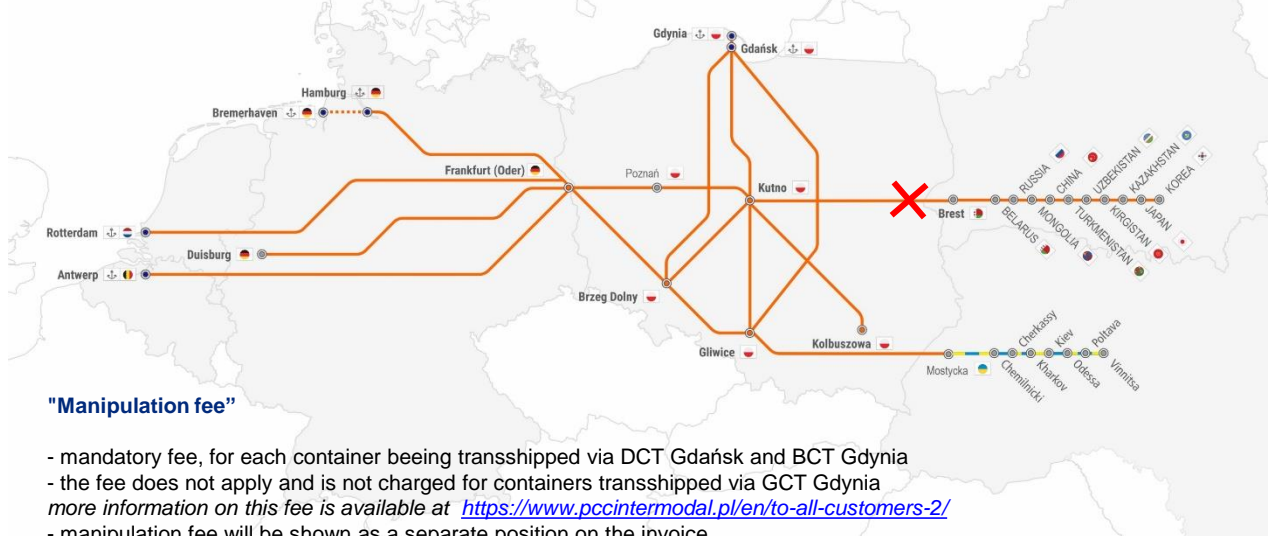 Gdynia
Gdańsk
Hamburg
Bremerhaven
Frankfurt (Oder)
Poznań
Kutno
RUSSIA
CHINA
UZBEKISTAN
KAZAKHSTAN
KOREA
Brest
BELARUS
MONGOLIA
TURKMENISTAN
KIRGISTAN
JAPAN
Rotterdam
Duisburg
Antwerp
Brzeg Dolny
Gliwice
Kolbuszowa
Mostycka
Cherkassy
Kiev
Poltava
Chemilnicki
Kharkov
Odessa
Vinnitsa
"Manipulation fee”
- mandatory fee, for each container beeing transshipped via DCT Gdańsk and BCT Gdynia
- the fee does not apply and is not charged for containers transshipped via GCT Gdynia
more information on this fee is available at https://www.pccintermodal.pl/en/to-all-customers-2/
- manipulation fee will be shown as a separate position on the invoice